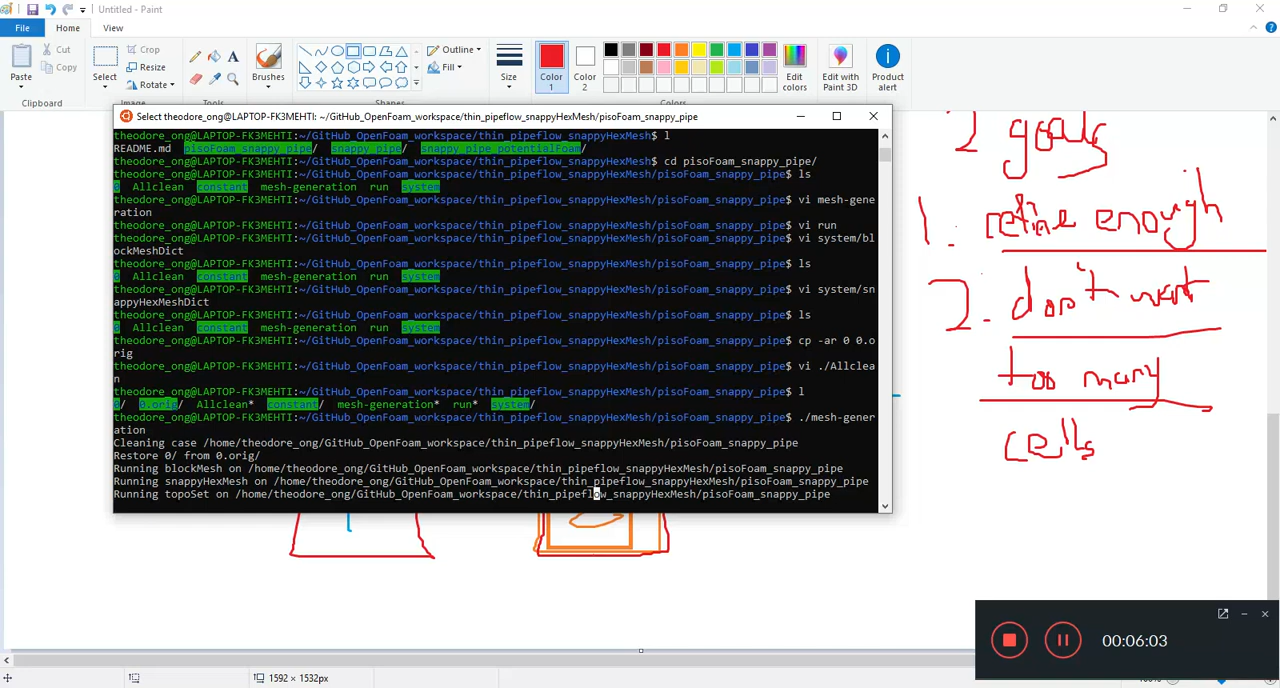 Untitled - Paint
File
Home
View
Paste
Cut
Copy
Clipboard
Select
Crop
Resize
Rotate
Image
Tools
Brushes
Shapes
Outline
Fill
Size
Color 1
Color 2
Edit colors
Colors
Edit with Paint 3D
Product alert
Select theodore_ong@LAPTOP-FK3MEHTI: ~/GitHub_OpenFoam_workspace/thin_pipeflow_snappyHexMesh/pisoFoam_snappy_pipe
theodore_ong@LAPTOP-FK3MEHTI:~/GitHub_OpenFoam_workspace/thin_pipeflow_snappyHexMesh$ l
README.md pisoFoam_snappy_pipe/ snappy_pipe/ snappy_pipe_potentialFoam/
theodore_ong@LAPTOP-FK3MEHTI:~/GitHub_OpenFoam_workspace/thin_pipeflow_snappyHexMesh$ cd pisoFoam_snappy_pipe/
theodore_ong@LAPTOP-FK3MEHTI:~/GitHub_OpenFoam_workspace/thin_pipeflow_snappyHexMesh/pisoFoam_snappy_pipe$ ls
0 Allclean constant mesh-generation run system
theodore_ong@LAPTOP-FK3MEHTI:~/GitHub_OpenFoam_workspace/thin_pipeflow_snappyHexMesh/pisoFoam_snappy_pipe$ vi mesh-gene
ration
theodore_ong@LAPTOP-FK3MEHTI:~/GitHub_OpenFoam_workspace/thin_pipeflow_snappyHexMesh/pisoFoam_snappy_pipe$ vi run
theodore_ong@LAPTOP-FK3MEHTI:~/GitHub_OpenFoam_workspace/thin_pipeflow_snappyHexMesh/pisoFoam_snappy_pipe$ vi system/bl
ockMeshDict
theodore_ong@LAPTOP-FK3MEHTI:~/GitHub_OpenFoam_workspace/thin_pipeflow_snappyHexMesh/pisoFoam_snappy_pipe$ ls
0 Allclean constant mesh-generation run system
theodore_ong@LAPTOP-FK3MEHTI:~/GitHub_OpenFoam_workspace/thin_pipeflow_snappyHexMesh/pisoFoam_snappy_pipe$ vi system/sn
appyHexMeshDict
theodore_ong@LAPTOP-FK3MEHTI:~/GitHub_OpenFoam_workspace/thin_pipeflow_snappyHexMesh/pisoFoam_snappy_pipe$ ls
0 Allclean constant mesh-generation run system
theodore_ong@LAPTOP-FK3MEHTI:~/GitHub_OpenFoam_workspace/thin_pipeflow_snappyHexMesh/pisoFoam_snappy_pipe$ cp -ar 0 0.o
rig
theodore_ong@LAPTOP-FK3MEHTI:~/GitHub_OpenFoam_workspace/thin_pipeflow_snappyHexMesh/pisoFoam_snappy_pipe$ vi ./Allclea
n
theodore_ong@LAPTOP-FK3MEHTI:~/GitHub_OpenFoam_workspace/thin_pipeflow_snappyHexMesh/pisoFoam_snappy_pipe$ l
0/ 0.orig/ Allclean* constant/ mesh-generation* run* system/
theodore_ong@LAPTOP-FK3MEHTI:~/GitHub_OpenFoam_workspace/thin_pipeflow_snappyHexMesh/pisoFoam_snappy_pipe$ ./mesh-gener
ation
Cleaning case /home/theodore_ong/GitHub_OpenFoam_workspace/thin_pipeflow_snappyHexMesh/pisoFoam_snappy_pipe
Restore 0/ from 0.orig/
Running blockMesh on /home/theodore_ong/GitHub_OpenFoam_workspace/thin_pipeflow_snappyHexMesh/pisoFoam_snappy_pipe
Running snappyHexMesh on /home/theodore_ong/GitHub_OpenFoam_workspace/thin_pipeflow_snappyHexMesh/pisoFoam_snappy_pipe
Running topoSet on /home/theodore_ong/GitHub_OpenFoam_workspace/thin_pipeflow_snappyHexMesh/pisoFoam_snappy_pipe
2 goals
1. refine enough
2. don't want
too many
cells
00:06:03
1592 × 1532px